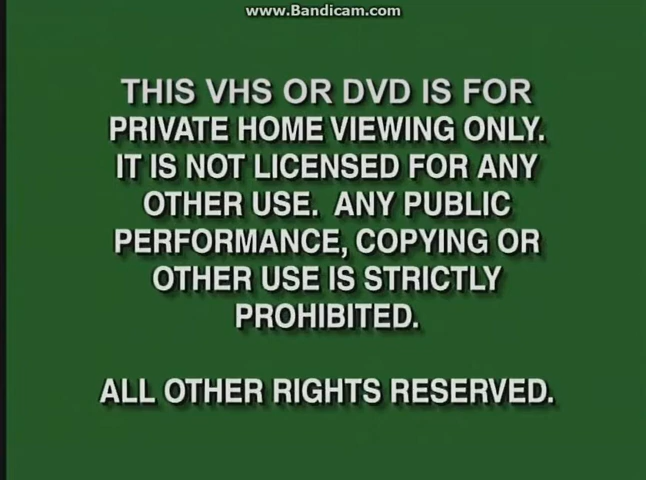 www.Bandicam.com
THIS VHS OR DVD IS FOR
PRIVATE HOME VIEWING ONLY.
IT IS NOT LICENSED FOR ANY
OTHER USE.  ANY PUBLIC
PERFORMANCE, COPYING OR
OTHER USE IS STRICTLY
PROHIBITED.
ALL OTHER RIGHTS RESERVED.